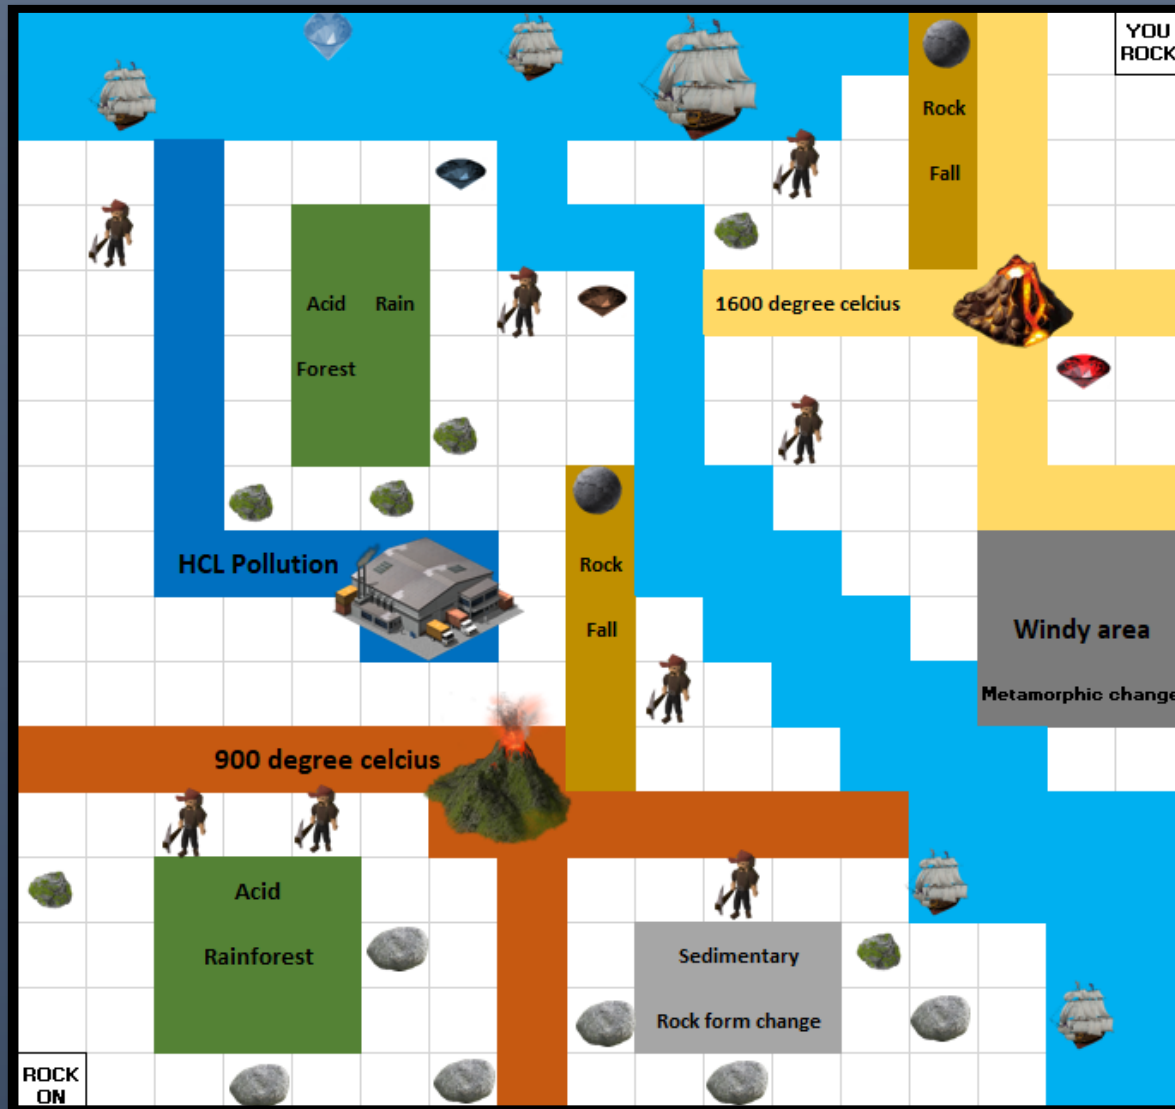 YOU
ROCK
Rock
Fall
Acid Rain
Forest
1600 degree celcius
HCL Pollution
Rock
Fall
Windy area
Metamorphic change
900 degree celcius
Acid
Rainforest
Sedimentary
Rock form change
ROCK
ON